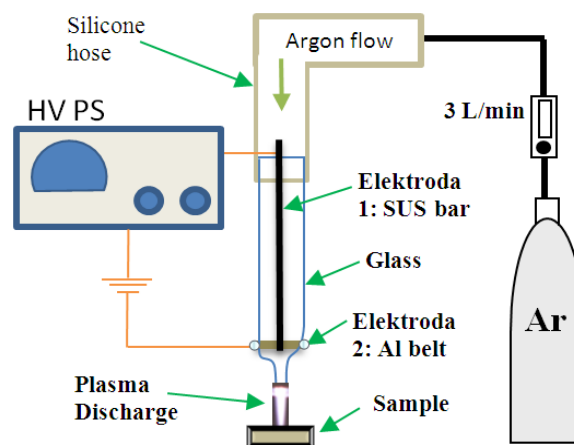 Silicone
hose
Argon flow
HV PS
3 L/min
Elektroda
1: SUS bar
Glass
Ar
Elektroda
2: Al belt
Plasma
Discharge
Sample